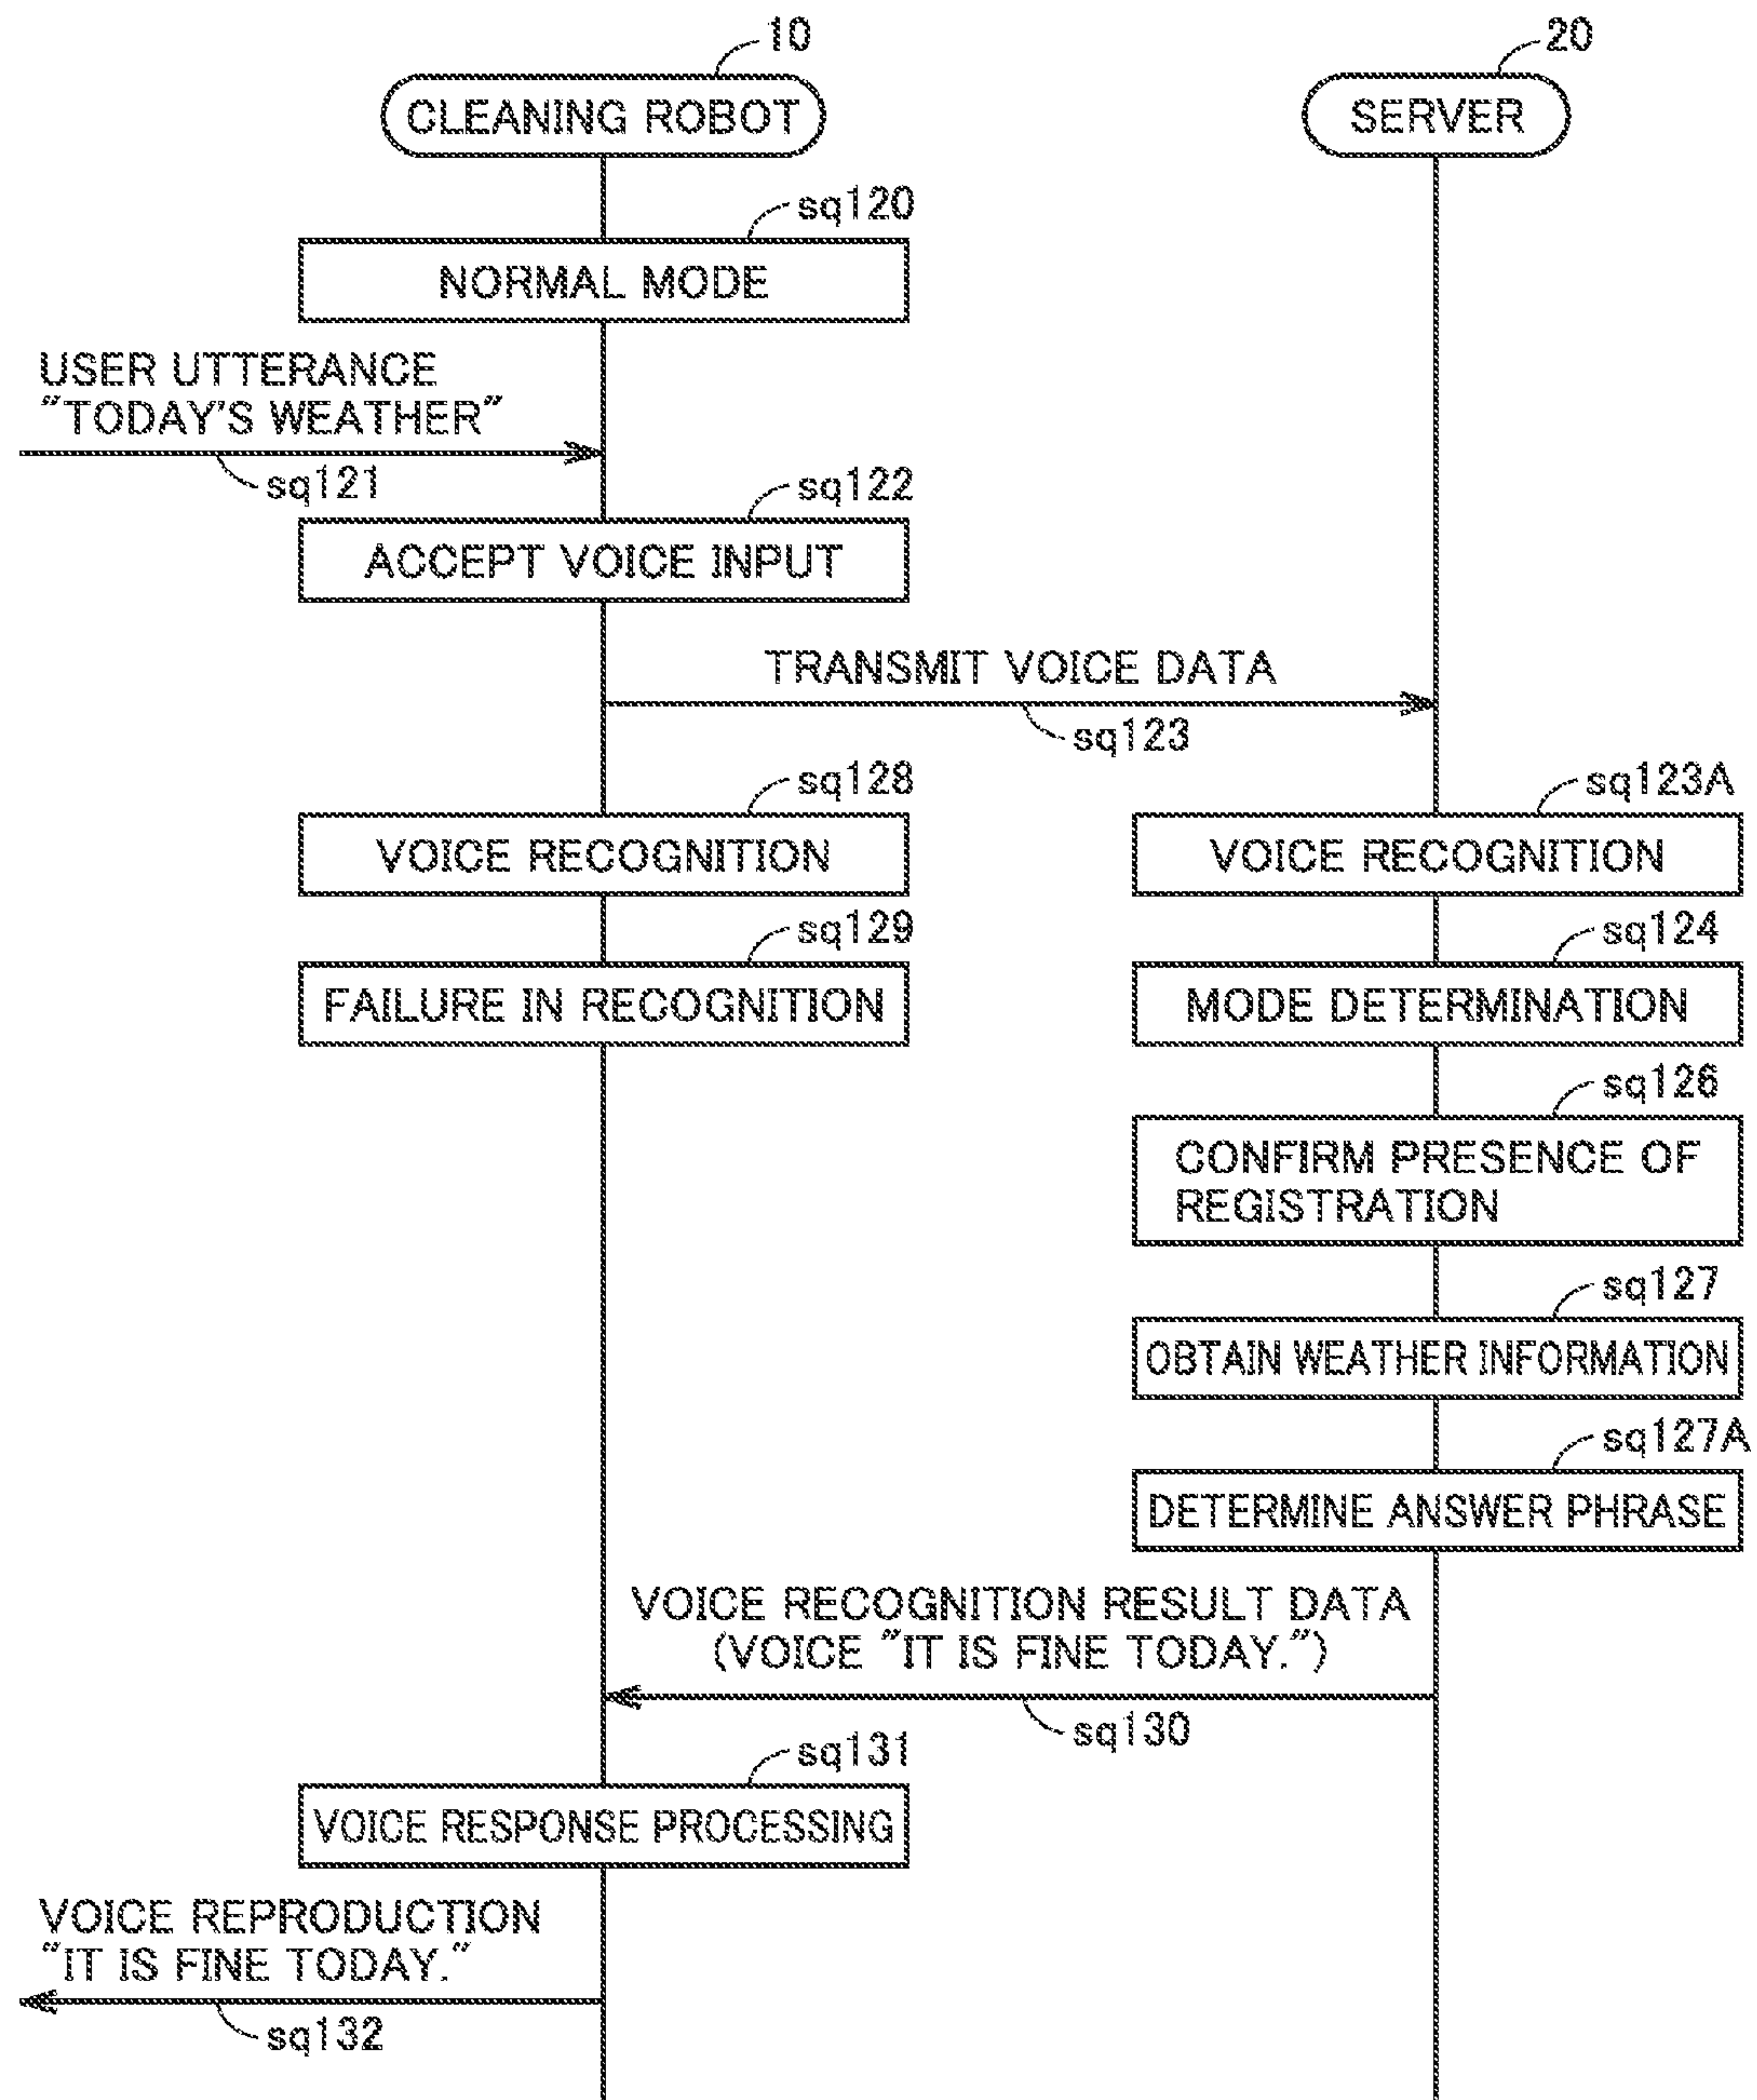 10
20
CLEANING ROBOT
SERVER
sq120
NORMAL MODE
USER UTTERANCE
"TODAY'S WEATHER"
sq121
sq122
ACCEPT VOICE INPUT
TRANSMIT VOICE DATA
sq123
sq128
sq123A
VOICE RECOGNITION
VOICE RECOGNITION
sq129
sq124
FAILURE IN RECOGNITION
MODE DETERMINATION
sq126
CONFIRM PRESENCE OF
REGISTRATION
sq127
OBTAIN WEATHER INFORMATION
sq127A
DETERMINE ANSWER PHRASE
VOICE RECOGNITION RESULT DATA
(VOICE "IT IS FINE TODAY.")
sq130
sq131
VOICE RESPONSE PROCESSING
VOICE REPRODUCTION
"IT IS FINE TODAY."
sq132